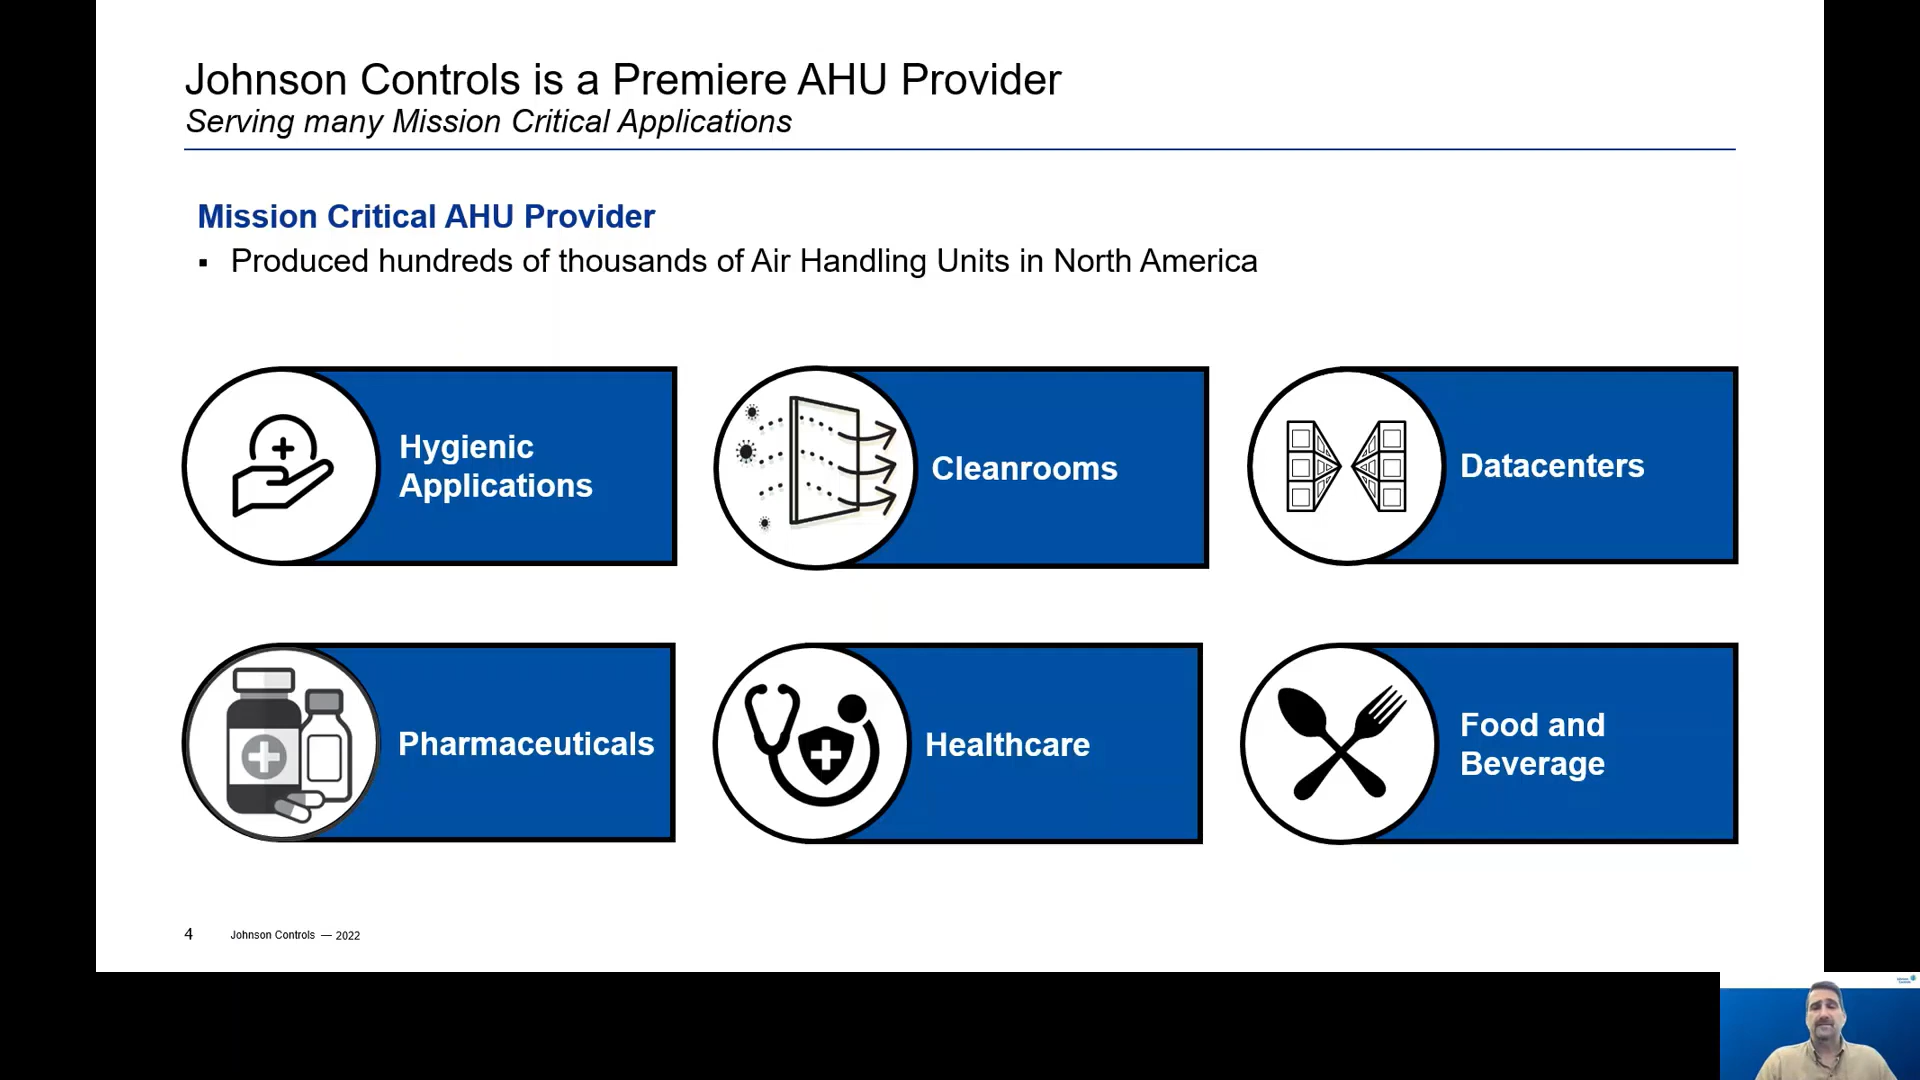 Johnson Controls is a Premiere AHU Provider
Serving many Mission Critical Applications
Mission Critical AHU Provider
▪ Produced hundreds of thousands of Air Handling Units in North America
Hygienic
Applications
Cleanrooms
Datacenters
Pharmaceuticals
Healthcare
Food and
Beverage
4 Johnson Controls — 2022